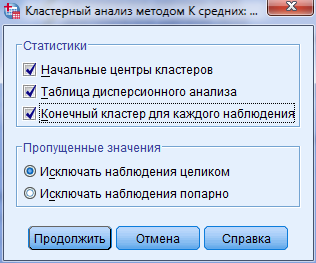 Кластерный анализ методом К средних: ...
Статистики
Начальные центры кластеров
Таблица дисперсионного анализа
Конечный кластер для каждого наблюдения
Пропущенные значения
Исключать наблюдения целиком
Исключать наблюдения попарно
Продолжить Отмена Справка